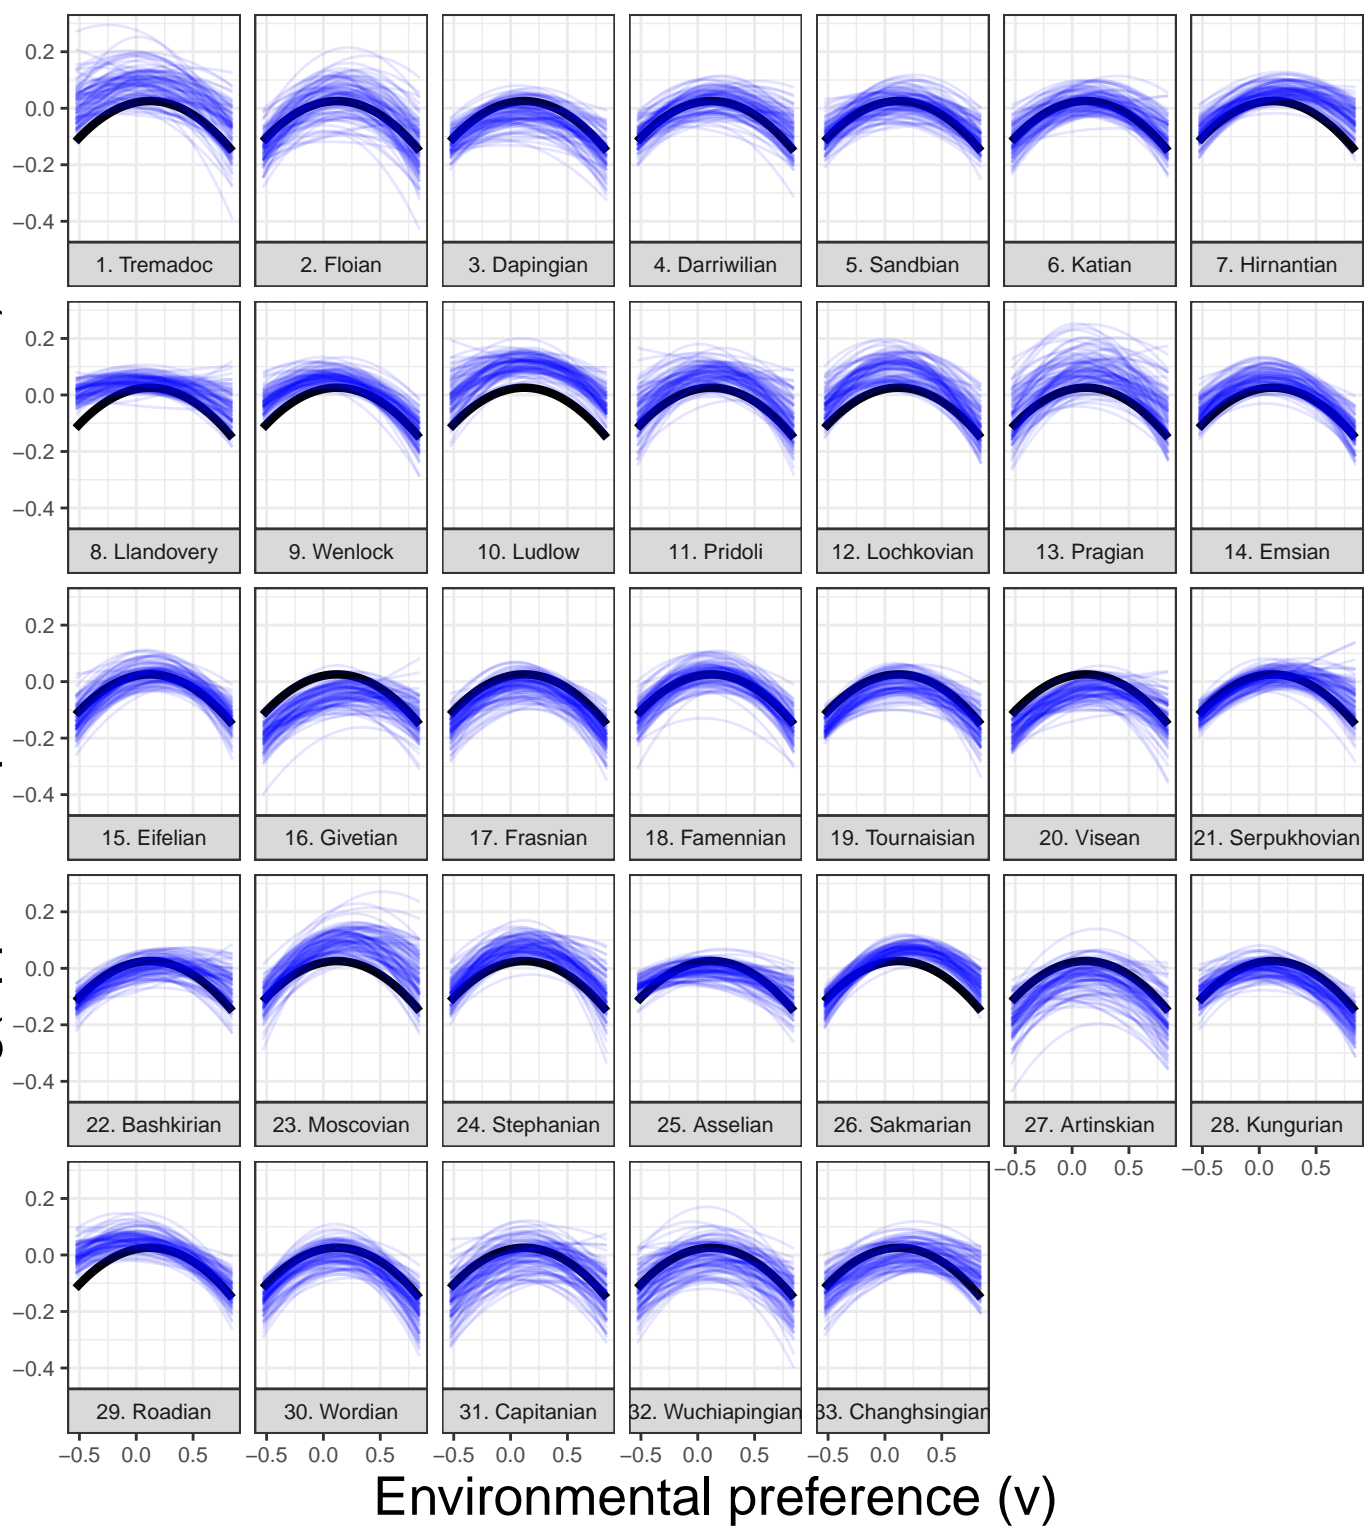 0.2
0.0
−0.2
−0.4
1. Tremadoc 2. Floian 3. Dapingian 4. Darriwilian 5. Sandbian 6. Katian 7. Hirnantian
0.2
0.0
−0.2
−0.4
8. Llandovery 9. Wenlock 10. Ludlow 11. Pridoli 12. Lochkovian 13. Pragian 14. Emsian
0.2
0.0
−0.2
−0.4
15. Eifelian 16. Givetian 17. Frasnian 18. Famennian 19. Tournaisian 20. Visean 21. Serpukhovian
0.2
0.0
−0.2
−0.4
22. Bashkirian 23. Moscovian 24. Stephanian 25. Asselian 26. Sakmarian 27. Artinskian 28. Kungurian
−0.5 0.0 0.5 −0.5 0.0 0.5
0.2
0.0
−0.2
−0.4
29. Roadian 30. Wordian 31. Capitanian 32. Wuchiapingian 33. Changhsingian
−0.5 0.0 0.5 −0.5 0.0 0.5 −0.5 0.0 0.5 −0.5 0.0 0.5 −0.5 0.0 0.5
Environmental preference (v)